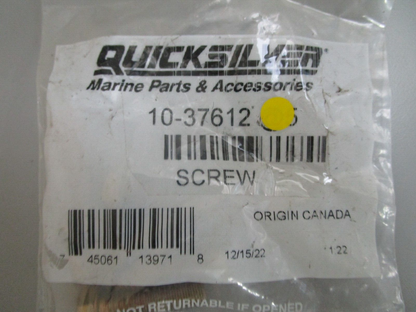 QUICKSILVER
Marine Parts & Accessories
10-37612
SCREW
ORIGIN CANADA
45061 13971 8
12/15/22
NOT RETURNABLE IF OPENED